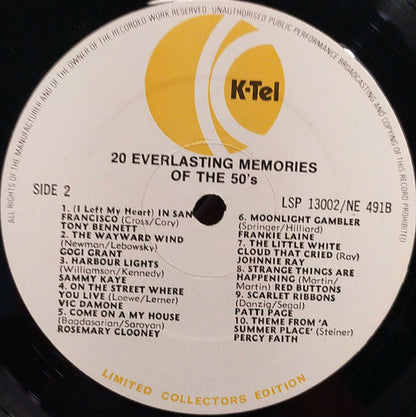 ALL RIGHTS OF THE MANUFACTURER AND OF THE OWNER OF THE RECORDED WORK RESERVED. UNAUTHORISED PUBLIC PERFORMANCE BROADCASTING AND COPYING OF THIS RECORD PROHIBITED
K-Tel
20 EVERLASTING MEMORIES
OF THE 50's
SIDE 2
LSP 13002/NE 491B
1. (I Left My Heart) IN SAN
FRANCISCO (Cross/Cory)
TONY BENNETT
2. THE WAYWARD WIND
(Newman/Lebowsky)
GOGI GRANT
3. HARBOUR LIGHTS
(Williamson/Kennedy)
SAMMY KAYE
4. ON THE STREET WHERE
YOU LIVE (Loewe/Lerner)
VIC DAMONE
5. COME ON A MY HOUSE
(Bagdasarian/Saroyan)
ROSEMARY CLOONEY
6. MOONLIGHT GAMBLER
(Springer/Hilliard)
FRANKIE LAINE
7. THE LITTLE WHITE
CLOUD THAT CRIED (Ray)
JOHNNIE RAY
8. STRANGE THINGS ARE
HAPPENING (Martin/
Martin) RED BUTTONS
9. SCARLET RIBBONS
(Danzig/Segal)
PATTI PAGE
10. THEME FROM 'A
SUMMER PLACE' (Steiner)
PERCY FAITH
LIMITED COLLECTORS EDITION